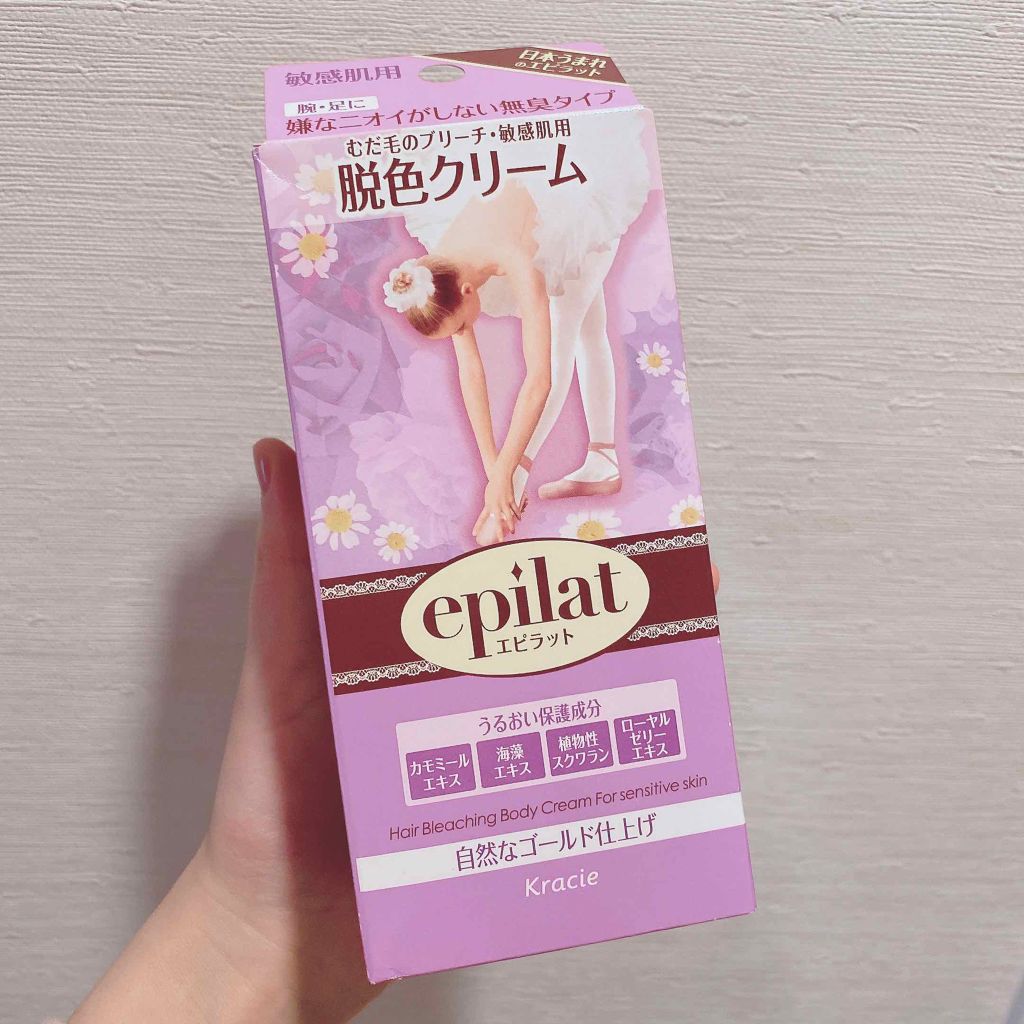 敏感肌用
日本うまれ
のエピラット
腕・足に
嫌なニオイがしない無臭タイプ
むだ毛のブリーチ・敏感肌用
脱色クリーム
epilat
エピラット
うるおい保護成分
カモミール
エキス
海藻
エキス
植物性
スクワラン
ローヤル
ゼリー
エキス
Hair Bleaching Body Cream For sensitive skin
自然なゴールド仕上げ
Kracie